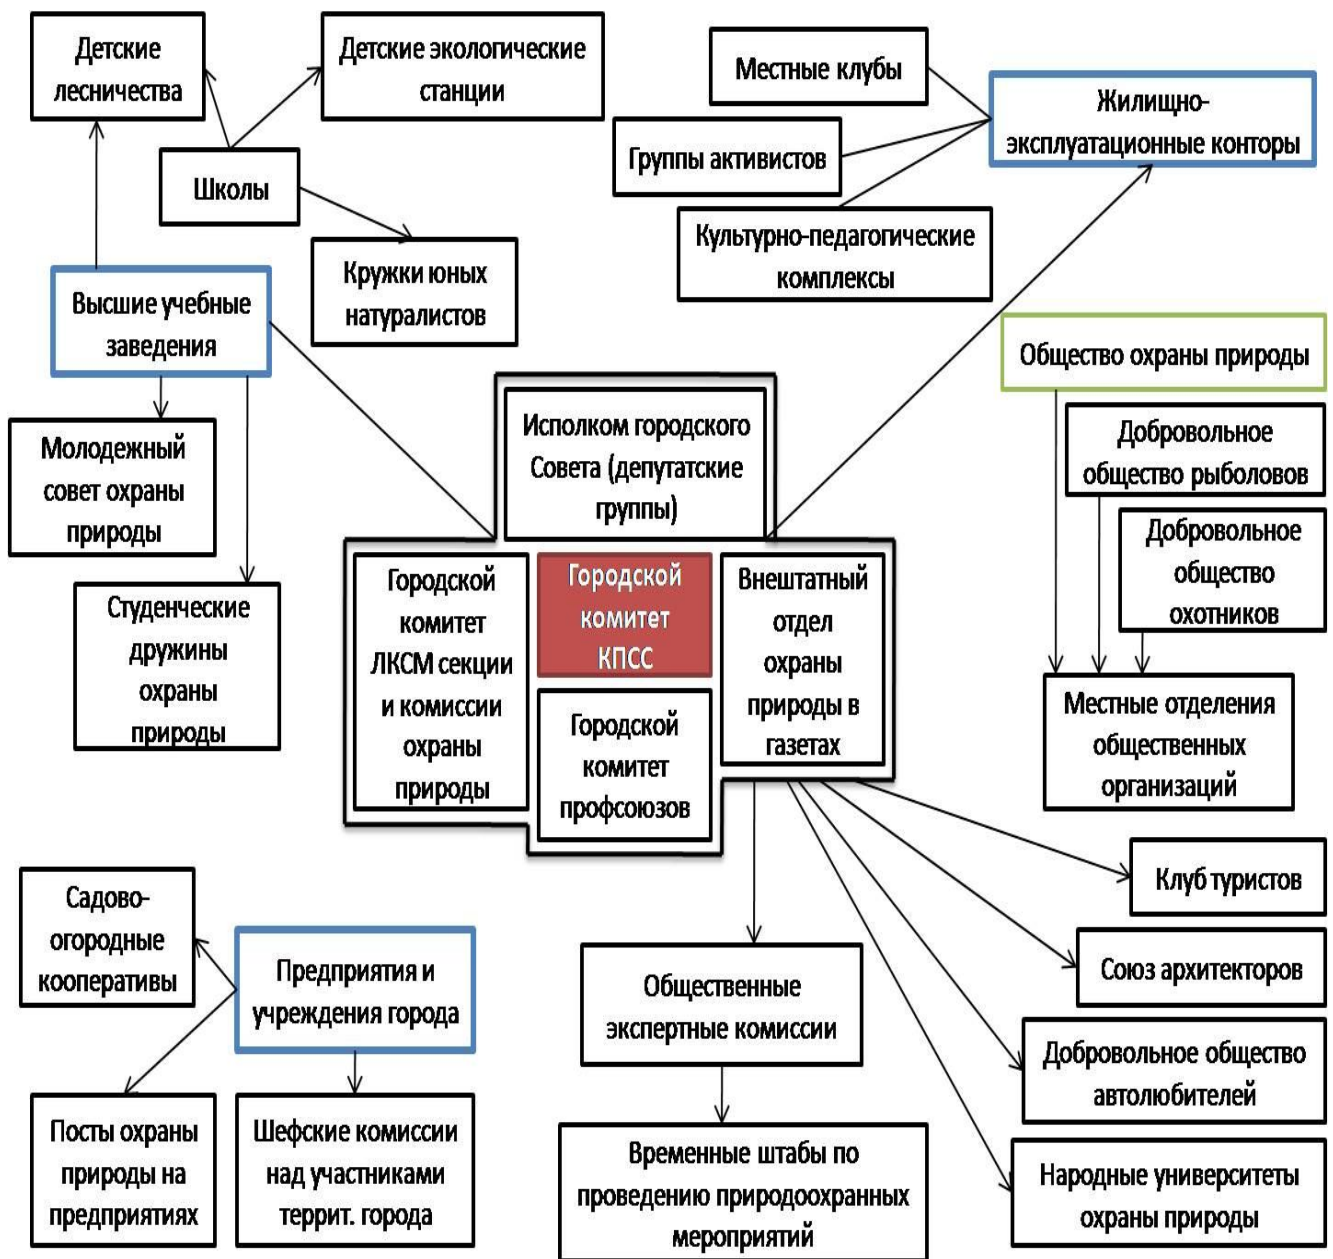 Детские
лесничества
Детские экологические
станции
Местные клубы
Жилищно-
эксплуатационные конторы
Группы активистов
Школы
Культурно-педагогические
комплексы
Кружки юных
натуралистов
Высшие учебные
заведения
Общество охраны природы
Исполком городского
Совета (депутатские
группы)
Добровольное
общество рыболовов
Молодежный
совет охраны
природы
Добровольное
общество
охотников
Городской
комитет
ЛКСМ секции
и комиссии
охраны
природы
Городской
комитет
КПСС
Внештатный
отдел
охраны
природы в
газетах
Студенческие
дружины
охраны
природы
Городской
комитет
профсоюзов
Местные отделения
общественных
организаций
Клуб туристов
Садово-
огородные
кооперативы
Предприятия и
учреждения города
Общественные
экспертные комиссии
Союз архитекторов
Добровольное общество
автолюбителей
Посты охраны
природы на
предприятиях
Шефские комиссии
над участниками
террит. города
Временные штабы по
проведению природоохранных
мероприятий
Народные университеты
охраны природы